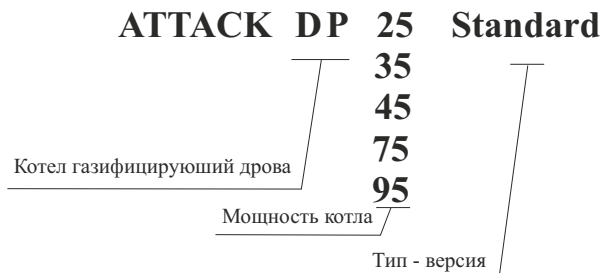 ATTACK DP 25 Standard
35
45
75
Котел газифицируюший дрова
95
Мощность котла
Тип - версия